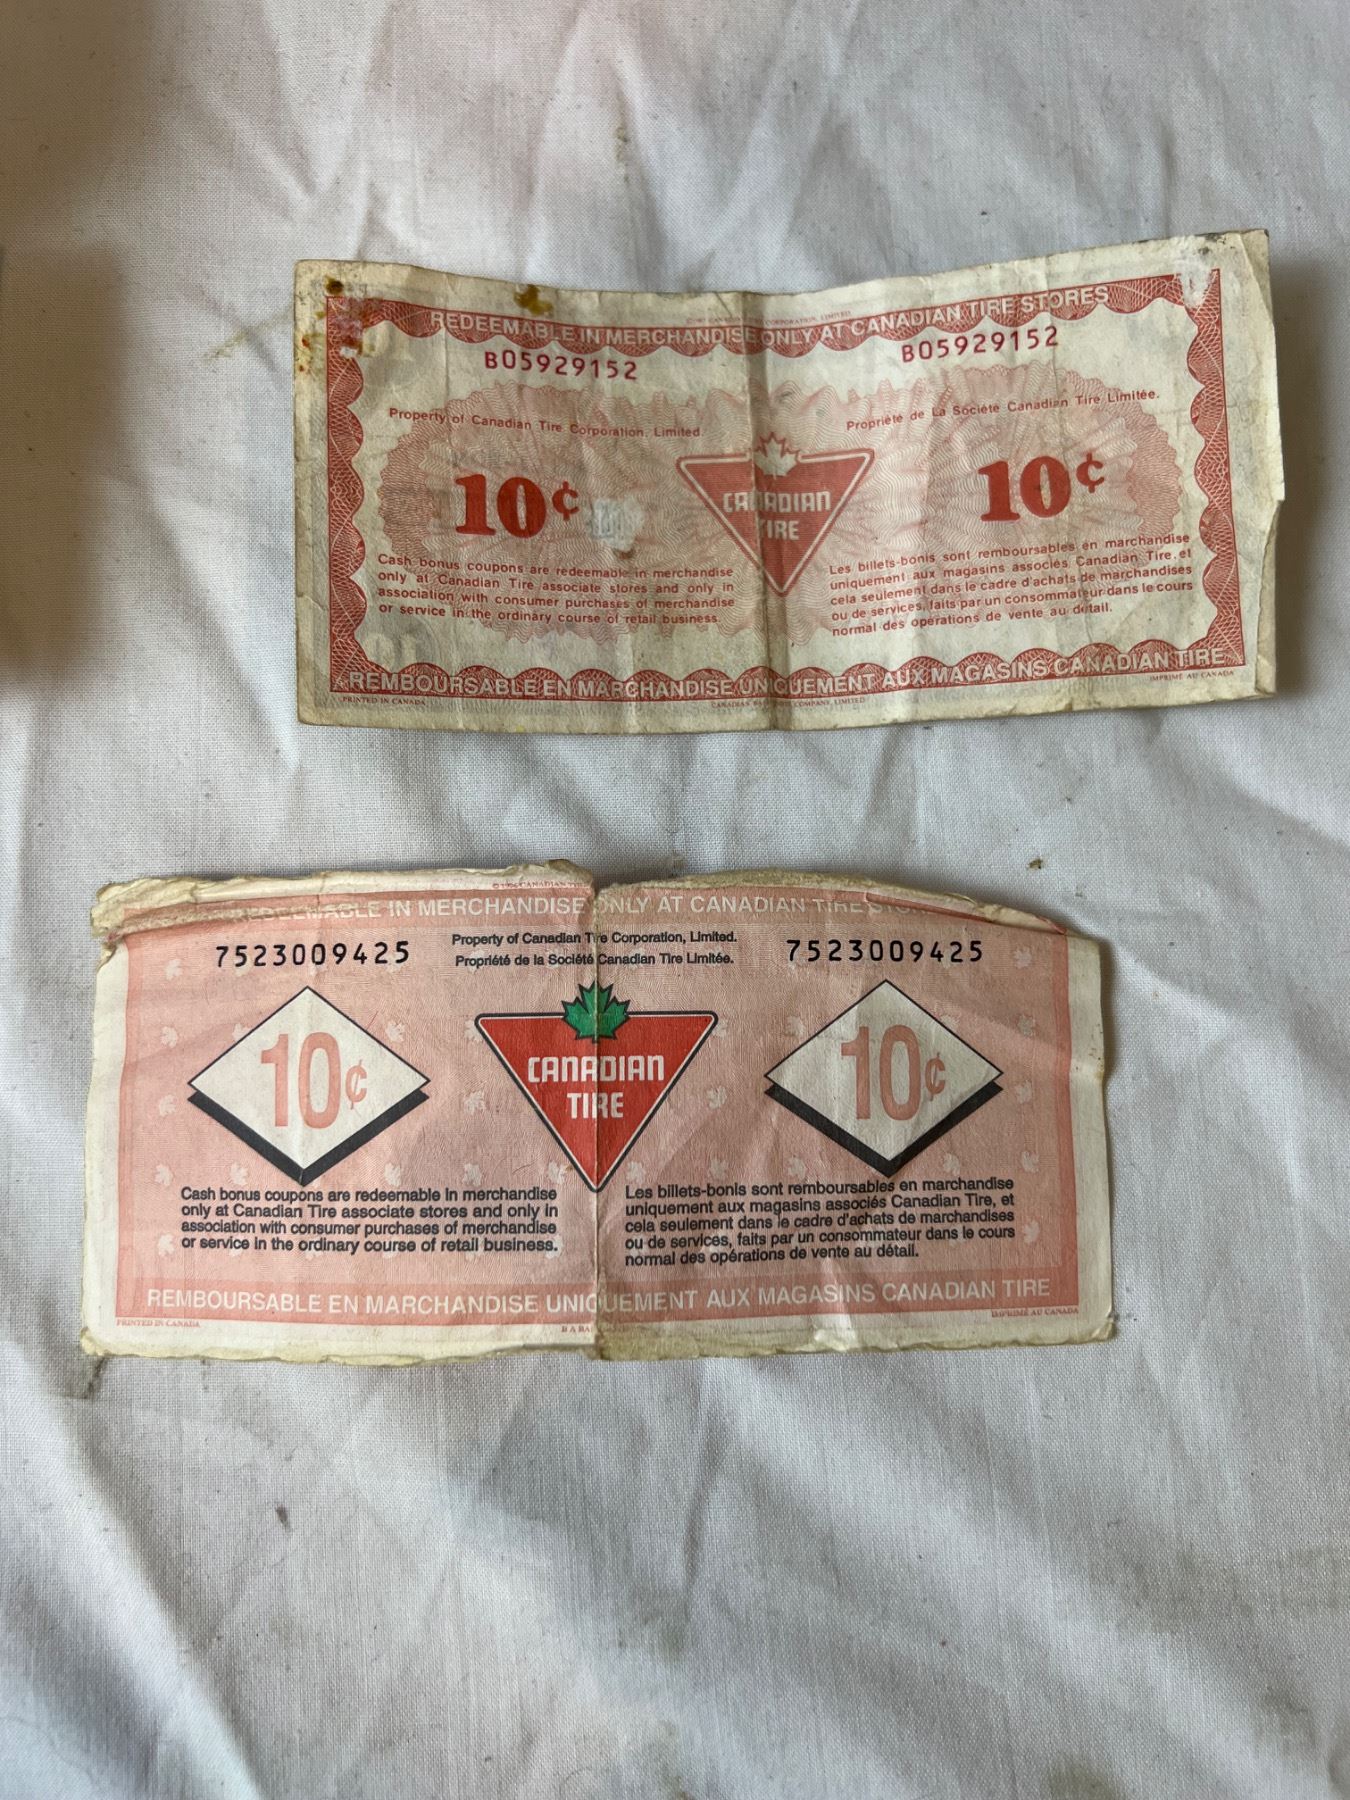 CORPORATION, LIMITED
REDEEMABLE IN MERCHANDISE ONLY AT CANADIAN TIRE STORES
B05929152
B05929152
Property of Canadian Tire Corporation, Limited.
Propriété de La Société Canadian Tire Limitée.
10¢
CANADIAN
TIRE
10¢
Cash bonus coupons are redeemable in merchandise
only at Canadian Tire associate stores and only in
association with consumer purchases of merchandise
or service in the ordinary course of retail business.
Les billets-bonis sont remboursables en marchandise
uniquement aux magasins associés Canadian Tire, et
cela seulement dans le cadre d'achats de marchandises
ou de services, faits par un consommateur dans le cours
normal des opérations de vente au détail.
REMBOURSABLE EN MARCHANDISE UNIQUEMENT AUX MAGASINS CANADIAN TIRE
PRINTED IN CANADA
COMPANY, LIMITED
IMPRIMÉ AU CANADA
CANADIAN
REDEEMABLE IN MERCHANDISE ONLY AT CANADIAN TIRE
7523009425
Property of Canadian Tire Corporation, Limited.
Propriété de la Société Canadian Tire Limitée.
7523009425
10¢
CANADIAN
TIRE
10¢
Cash bonus coupons are redeemable in merchandise
only at Canadian Tire associate stores and only in
association with consumer purchases of merchandise
or service in the ordinary course of retail business.
Les billets-bonis sont remboursables en marchandise
uniquement aux magasins associés Canadian Tire, et
cela seulement dans le cadre d'achats de marchandises
ou de services, faits par un consommateur dans le cours
normal des opérations de vente au détail.
REMBOURSABLE EN MARCHANDISE UNIQUEMENT AUX MAGASINS CANADIAN TIRE
PRINTED IN CANADA
IMPRIMÉ AU CANADA